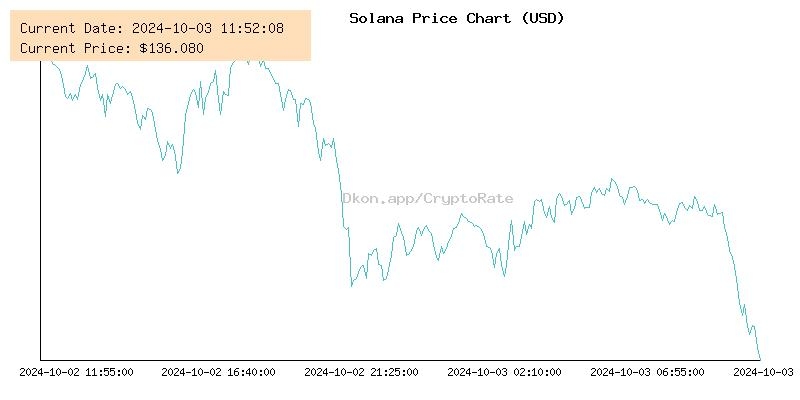 Solana Price Chart (USD)
Current Date: 2024-10-03 11:52:08
Current Price: $136.080
Dkon.app/CryptoRate
2024-10-02 11:55:00 2024-10-02 16:40:00 2024-10-02 21:25:00 2024-10-03 02:10:00 2024-10-03 06:55:00 2024-10-03